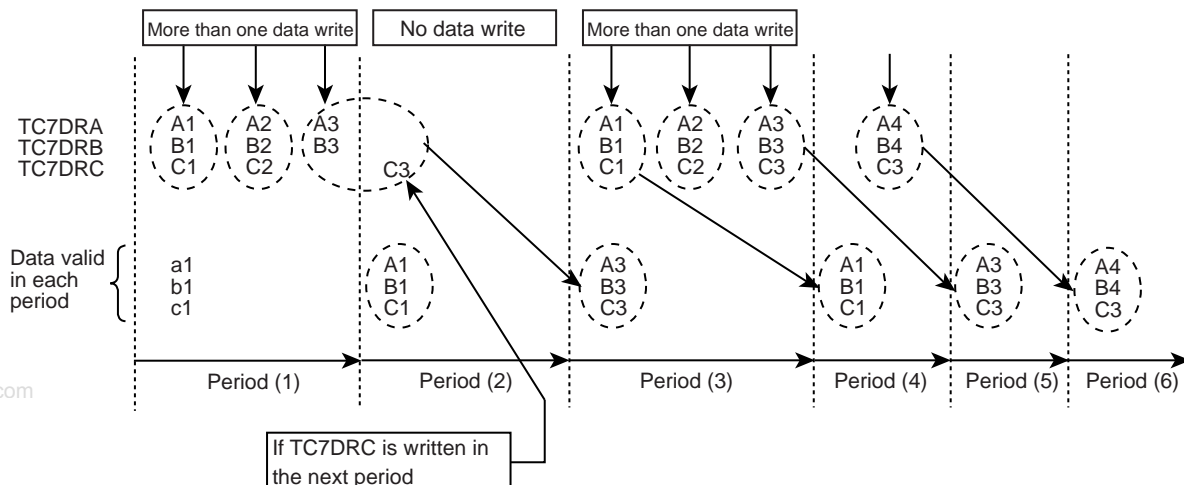 More than one data write
No data write
More than one data write
TC7DRA
TC7DRB
TC7DRC
A1
B1
C1
A2
B2
C2
A3
B3
C3
A1
B1
C1
A2
B2
C2
A3
B3
C3
A4
B4
C3
Data valid
in each
period
a1
b1
c1
A1
B1
C1
A3
B3
C3
A1
B1
C1
A3
B3
C3
A4
B4
C3
Period (1)
Period (2)
Period (3)
Period (4)
Period (5)
Period (6)
com
If TC7DRC is written in
the next period